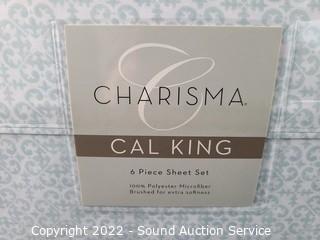 C
CHARISMA®
CAL KING
6 Piece Sheet Set
100% Polyester Microfiber
Brushed for extra softness
Copyright 2022 - Sound Auction Service